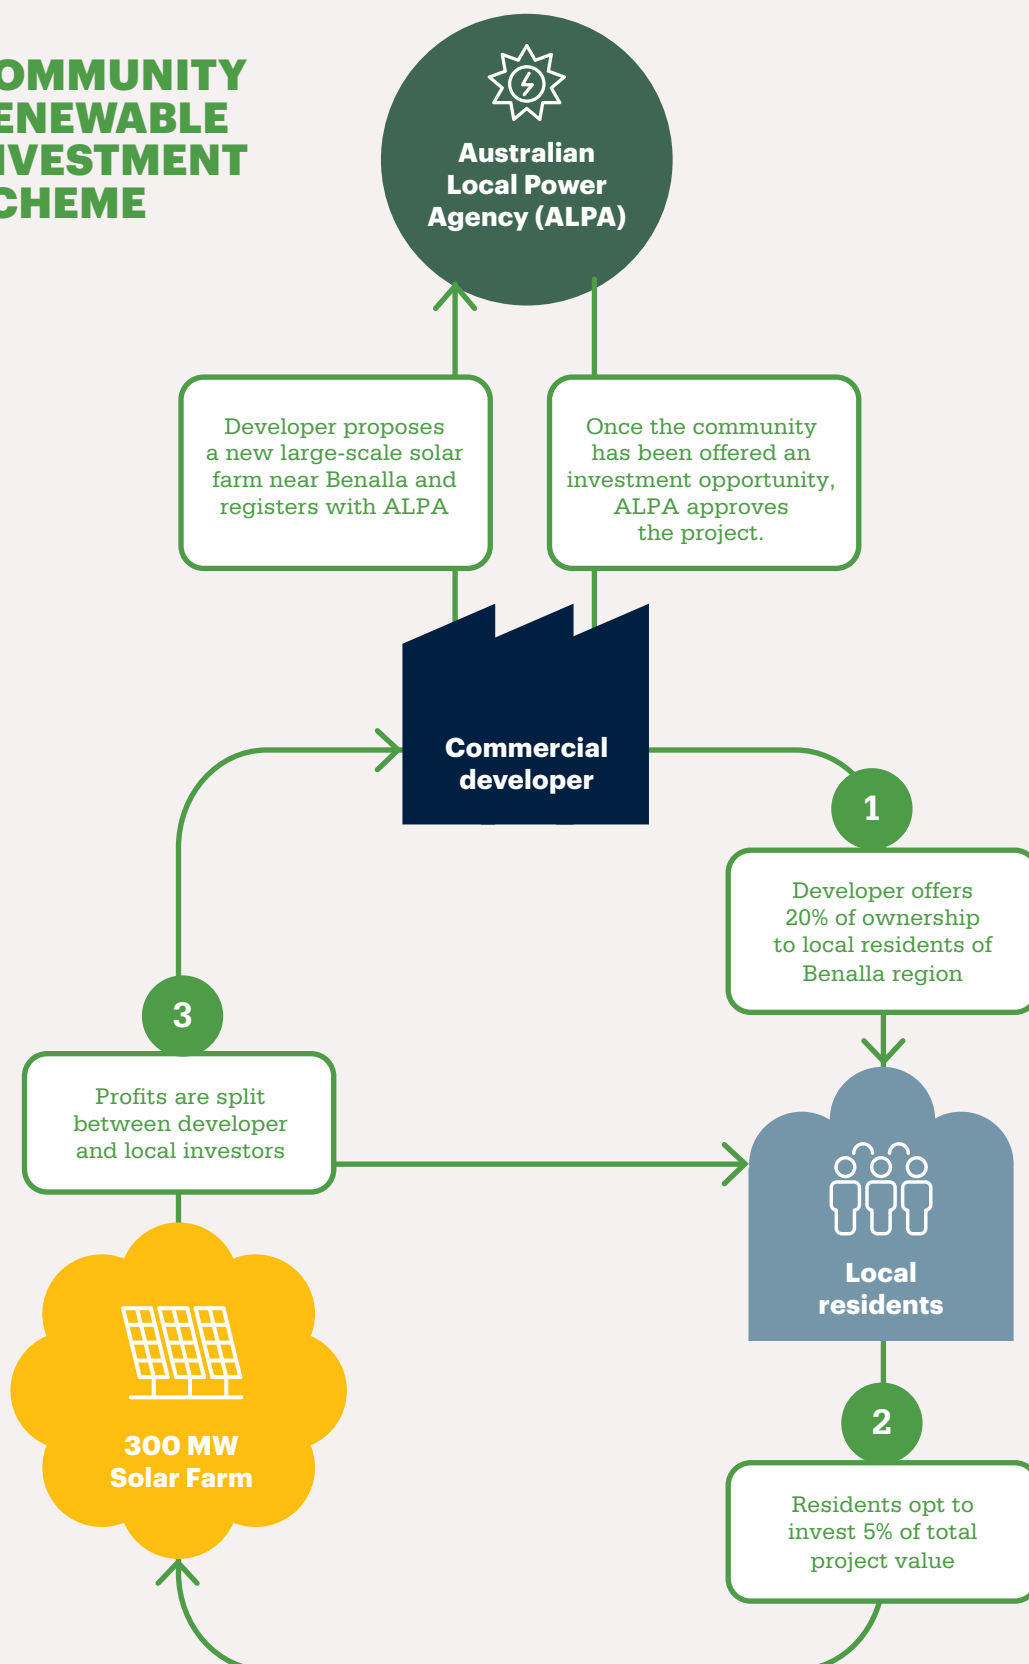 OMMUNITY
ENEWABLE
NVESTMENT
CHEME
Australian
Local Power
Agency (ALPA)
Developer proposes
a new large-scale solar
farm near Benalla and
registers with ALPA
Once the community
has been offered an
investment opportunity,
ALPA approves
the project.
Commercial
developer
1
Developer offers
20% of ownership
to local residents of
Benalla region
3
Profits are split
between developer
and local investors
Local
residents
300 MW
Solar Farm
2
Residents opt to
invest 5% of total
project value